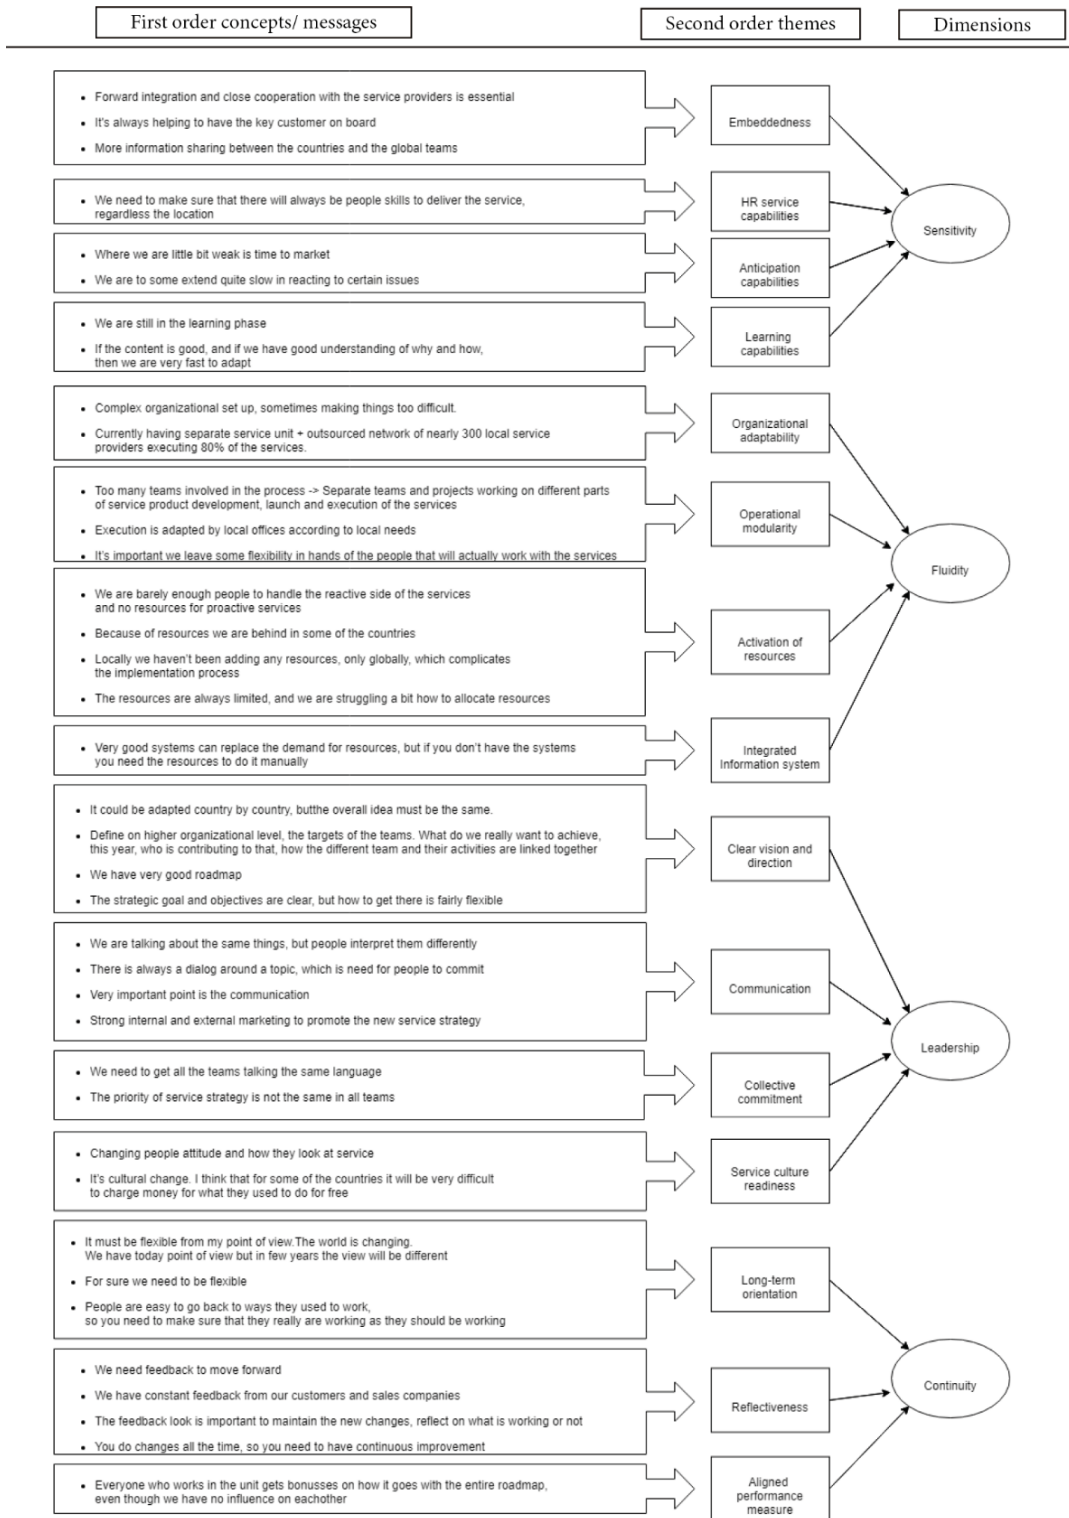 First order concepts/ messages
Second order themes
Dimensions
Forward integration and close cooperation with the service providers is essential
It's always helping to have the key customer on board
More information sharing between the countries and the global teams
Embeddedness
We need to make sure that there will always be people skills to deliver the service,
regardless the location
HR service
capabilities
Sensitivity
Where we are little bit weak is time to market
We are to some extend quite slow in reacting to certain issues
Anticipation
capabilities
We are still in the learning phase
If the content is good, and if we have good understanding of why and how,
then we are very fast to adapt
Learning
capabilities
Complex organizational set up, sometimes making things too difficult.
Currently having separate service unit + outsourced network of nearly 300 local service
providers executing 80% of the services.
Organizational
adaptability
Too many teams involved in the process -> Separate teams and projects working on different parts
of service product development, launch and execution of the services
Execution is adapted by local offices according to local needs
It's important we leave some flexibility in hands of the people that will actually work with the services
Operational
modularity
Fluidity
We are barely enough people to handle the reactive side of the services
and no resources for proactive services
Because of resources we are behind in some of the countries
Locally we haven't been adding any resources, only globally, which complicates
the implementation process
The resources are always limited, and we are struggling a bit how to allocate resources
Activation of
resources
Very good systems can replace the demand for resources, but if you don't have the systems
you need the resources to do it manually
Integrated
Information system
It could be adapted country by country, butthe overall idea must be the same.
Define on higher organizational level, the targets of the teams. What do we really want to achieve,
this year, who is contributing to that, how the different team and their activities are linked together
We have very good roadmap
The strategic goal and objectives are clear, but how to get there is fairly flexible
Clear vision and
direction
We are talking about the same things, but people interpret them differently
There is always a dialog around a topic, which is need for people to commit
Very important point is the communication
Strong internal and external marketing to promote the new service strategy
Communication
Leadership
We need to get all the teams talking the same language
The priority of service strategy is not the same in all teams
Collective
commitment
Changing people attitude and how they look at service
It's cultural change. I think that for some of the countries it will be very difficult
to charge money for what they used to do for free
Service culture
readiness
It must be flexible from my point of view.The world is changing.
We have today point of view but in few years the view will be different
For sure we need to be flexible
People are easy to go back to ways they used to work,
so you need to make sure that they really are working as they should be working
Long-term
orientation
We need feedback to move forward
We have constant feedback from our customers and sales companies
The feedback look is important to maintain the new changes, reflect on what is working or not
You do changes all the time, so you need to have continuous improvement
Reflectiveness
Continuity
Everyone who works in the unit gets bonusses on how it goes with the entire roadmap,
even though we have no influence on eachother
Aligned
performance
measure